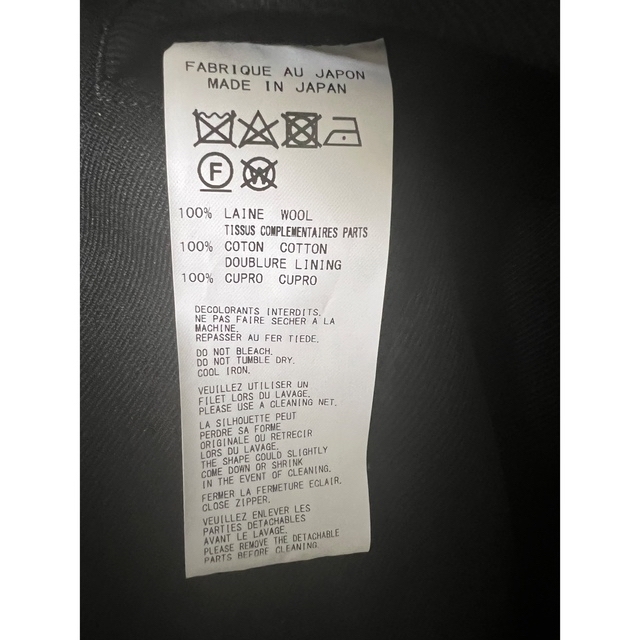 FABRIQUE AU JAPON
MADE IN JAPAN
F W
100% LAINE WOOL
TISSUS COMPLEMENTAIRES PARTS
100% COTON COTTON
DOUBLURE LINING
100% CUPRO CUPRO
DECOLORANTS INTERDITS.
NE PAS FAIRE SECHER A LA
MACHINE.
REPASSER AU FER TIEDE.
DO NOT BLEACH.
DO NOT TUMBLE DRY.
COOL IRON.
VEUILLEZ UTILISER UN
FILET LORS DU LAVAGE.
PLEASE USE A CLEANING NET.
LA SILHOUETTE PEUT
PERDRE SA FORME
ORIGINALE OU RETRECIR
LORS DU LAVAGE.
THE SHAPE COULD SLIGHTLY
COME DOWN OR SHRINK
IN THE EVENT OF CLEANING.
FERMER LA FERMETURE ECLAIR.
CLOSE ZIPPER.
VEUILLEZ ENLEVER LES
PARTIES DETACHABLES
AVANT LE LAVAGE.
PLEASE REMOVE THE DETACHABLE
PARTS BEFORE CLEANING.